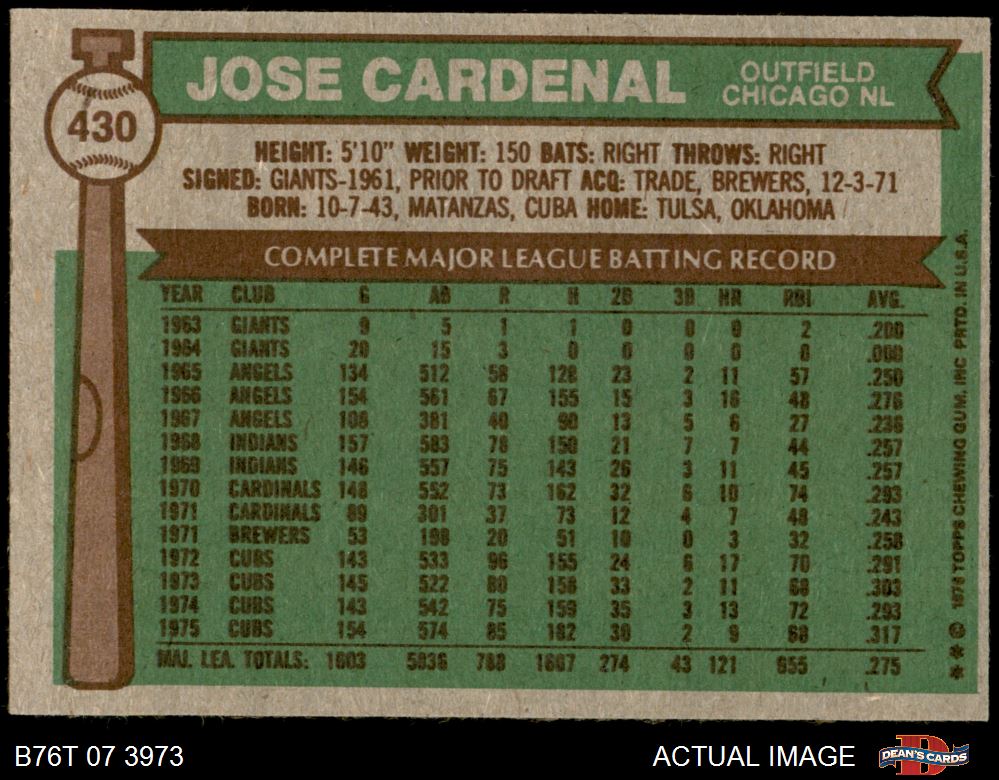 430
JOSE CARDENAL
OUTFIELD
CHICAGO NL
HEIGHT: 5'10" WEIGHT: 150 BATS: RIGHT THROWS: RIGHT
SIGNED: GIANTS-1961, PRIOR TO DRAFT ACQ: TRADE, BREWERS, 12-3-71
BORN: 10-7-43, MATANZAS, CUBA HOME: TULSA, OKLAHOMA
COMPLETE MAJOR LEAGUE BATTING RECORD
YEAR CLUB G AB R H 2B 3B HR RBI AVG.
1963 GIANTS 9 5 1 1 0 0 0 2 .200
1964 GIANTS 20 15 3 0 0 0 0 0 .000
1965 ANGELS 134 512 58 128 23 2 11 57 .250
1966 ANGELS 154 561 67 155 15 3 16 48 .276
1967 ANGELS 108 381 40 90 13 5 6 27 .236
1968 INDIANS 157 583 78 150 21 7 7 44 .257
1969 INDIANS 146 557 75 143 26 3 11 45 .257
1970 CARDINALS 148 552 73 162 32 6 10 74 .293
1971 CARDINALS 89 301 37 73 12 4 7 48 .243
1971 BREWERS 53 198 20 51 10 0 3 32 .258
1972 CUBS 143 533 96 155 24 6 17 70 .291
1973 CUBS 145 522 80 158 33 2 11 68 .303
1974 CUBS 143 542 75 159 35 3 13 72 .293
1975 CUBS 154 574 85 182 30 2 9 68 .317
MAJ. LEA. TOTALS: 1603 5836 788 1607 274 43 121 655 .275
** © 1976 TOPPS CHEWING GUM, INC PRTD. IN U.S.A.
B76T 07 3973
ACTUAL IMAGE
DEAN'S CARDS